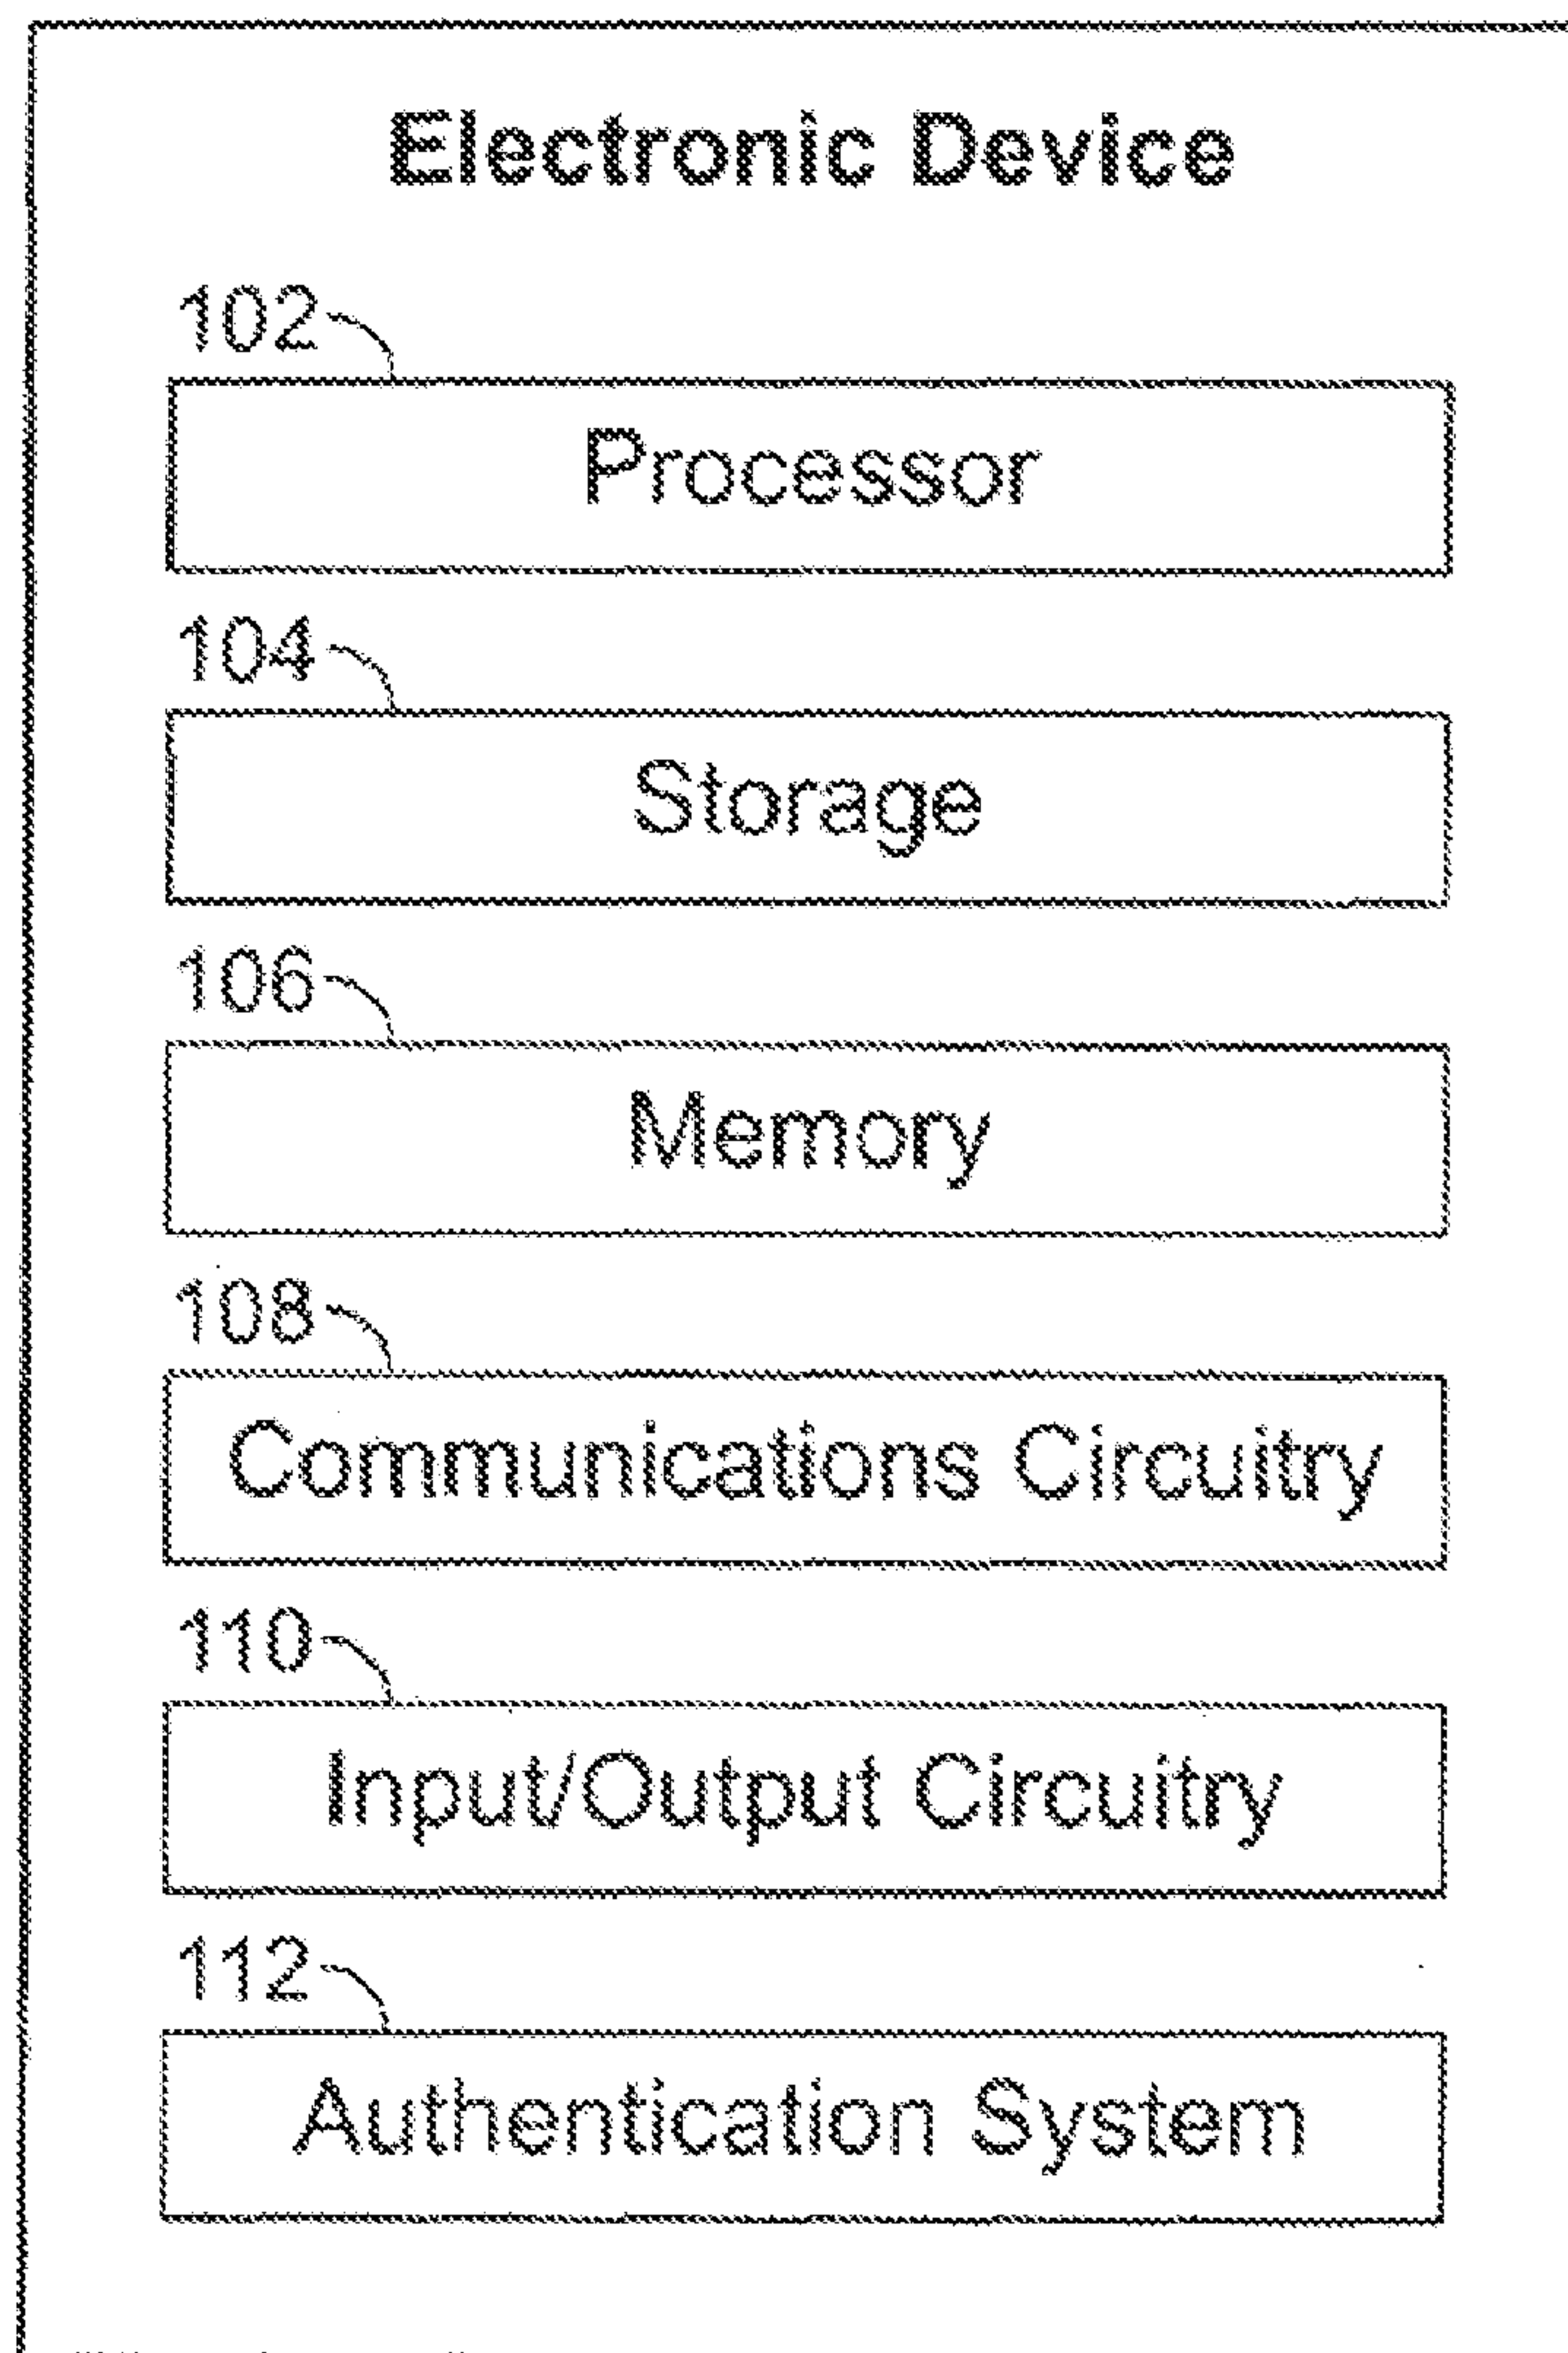 Electronic Device
102
Processor
104
Storage
106
Memory
108
Communications Circuitry
110
Input/Output Circuitry
112
Authentication System